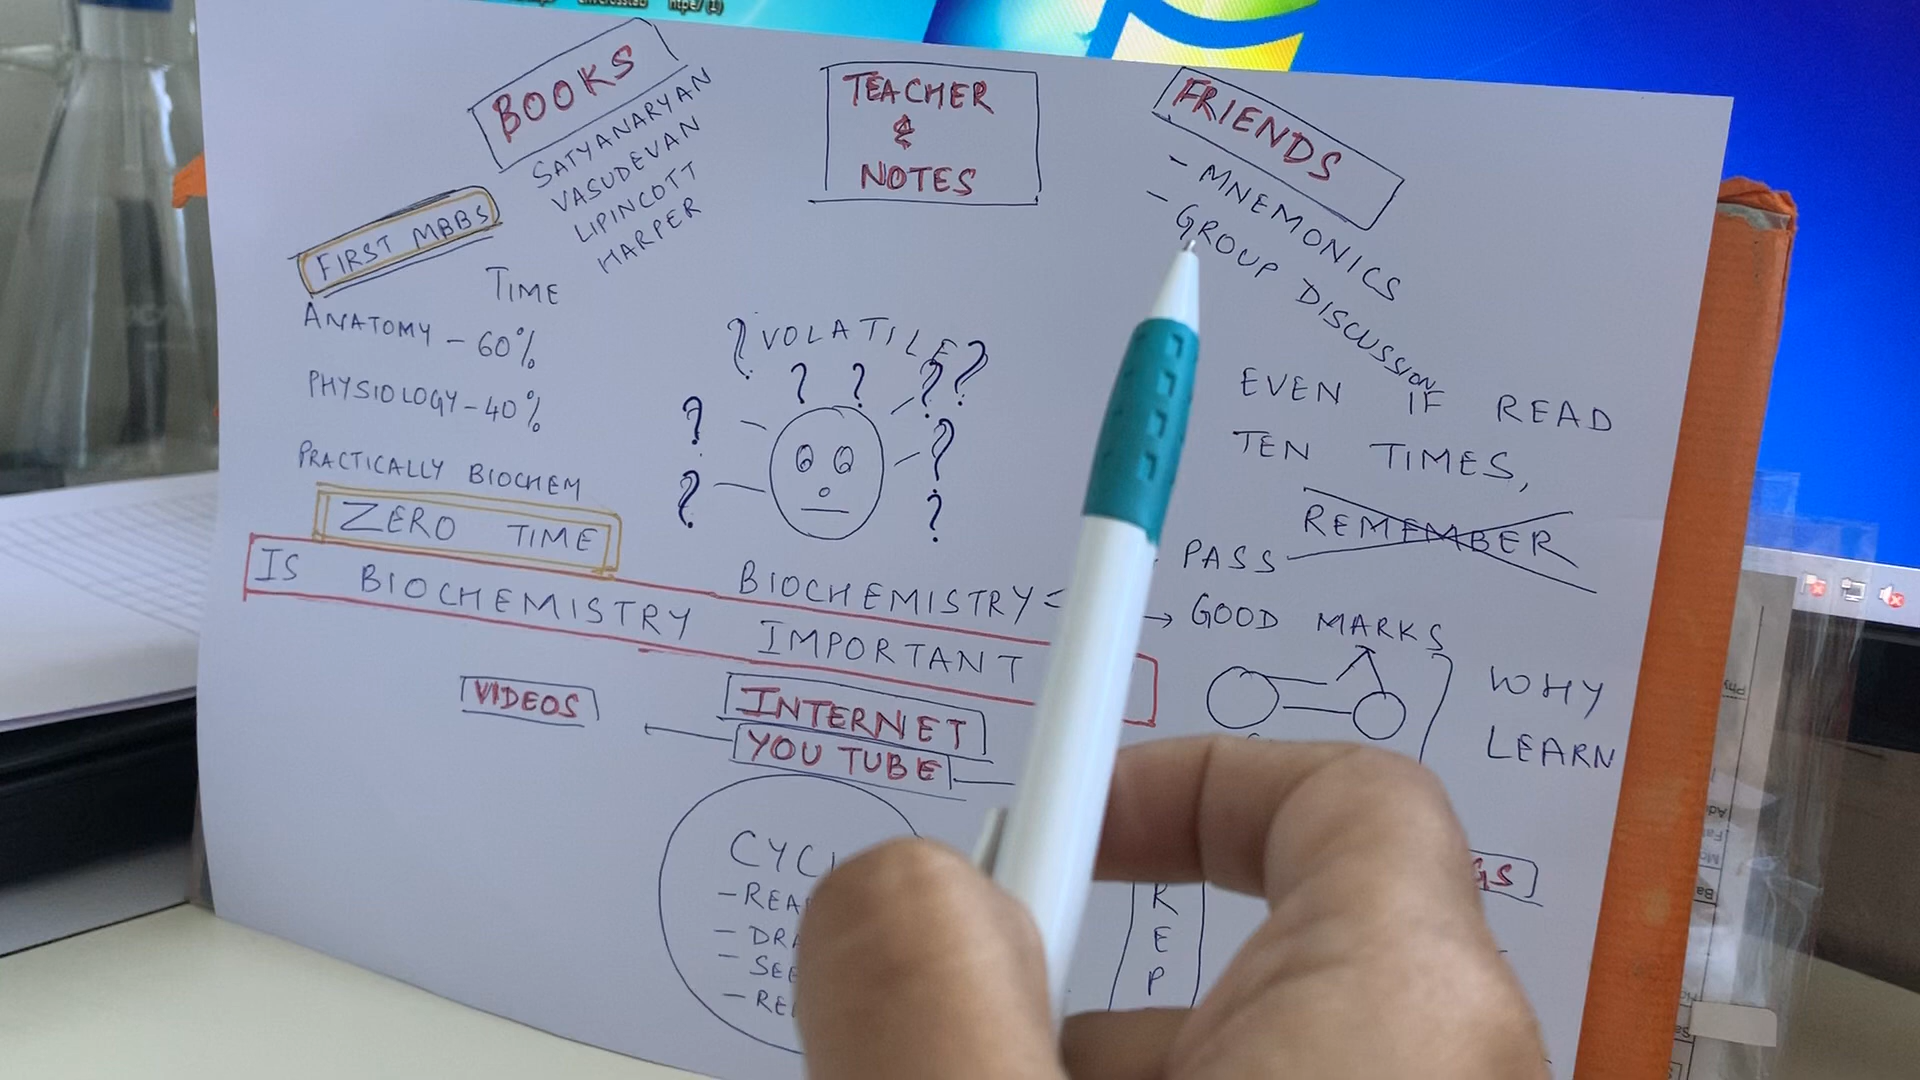 BOOKS
SATYANARYAN
VASUDEVAN
LIPINCOTT
HARPER
TEACHER
&
NOTES
FRIENDS
- MNEMONICS
- GROUP DISCUSSION
FIRST MBBS
TIME
ANATOMY - 60%
PHYSIOLOGY - 40%
PRACTICALLY BIOCHEM
ZERO TIME
? VOLATILE ?
? ? ?
? ?
? ?
EVEN IF READ
TEN TIMES,
REMEMBER
BIOCHEMISTRY =
PASS
→ GOOD MARKS
IS BIOCHEMISTRY IMPORTANT
WHY
LEARN
VIDEOS
INTERNET
YOU TUBE
- 
R
E
P